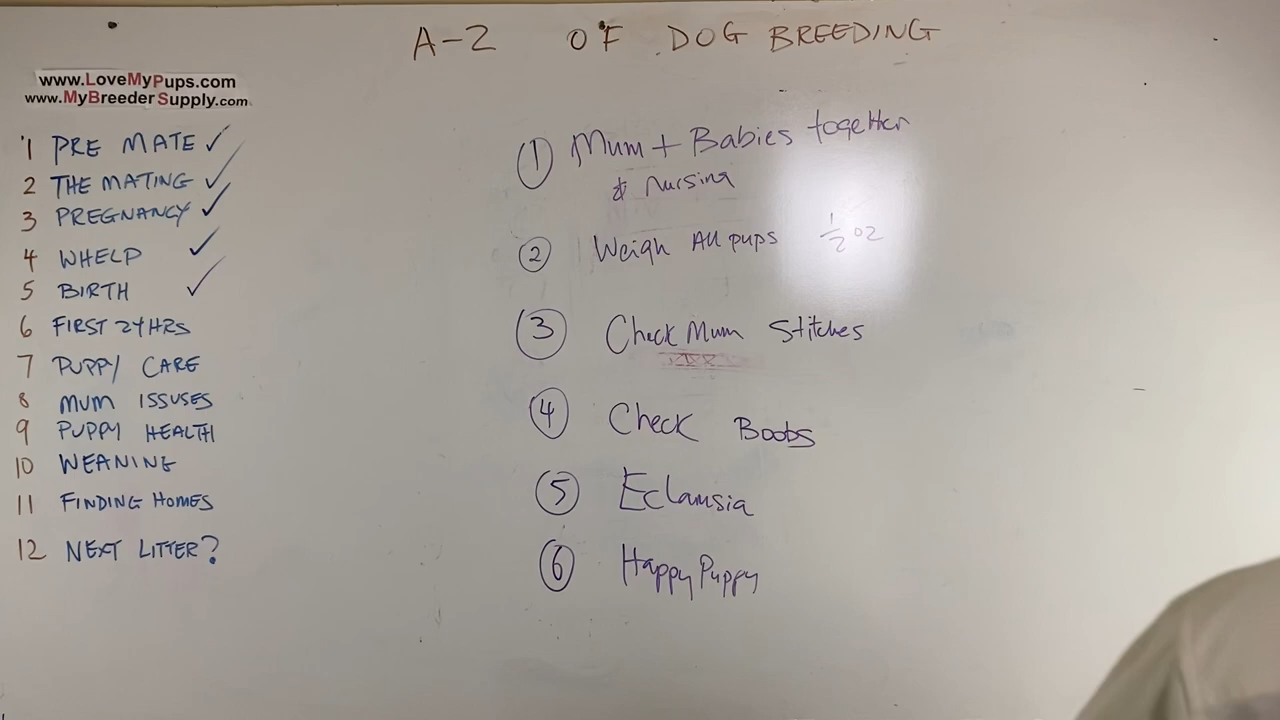 A-Z OF DOG BREEDING
www.LoveMyPups.com
www.MyBreederSupply.com
1 PRE MATE ✓
2 THE MATING ✓
3 PREGNANCY ✓
4 WHELP ✓
5 BIRTH ✓
6 FIRST 24HRS
7 PUPPY CARE
8 MUM ISSUSES
9 PUPPY HEALTH
10 WEANING
11 FINDING HOMES
12 NEXT LITTER?
1 Mum + Babies together
& nursing
2 Weigh All pups 1/2 oz
3 Check Mum Stitches
4 Check Boobs
5 Eclamsia
6 Happy Puppy